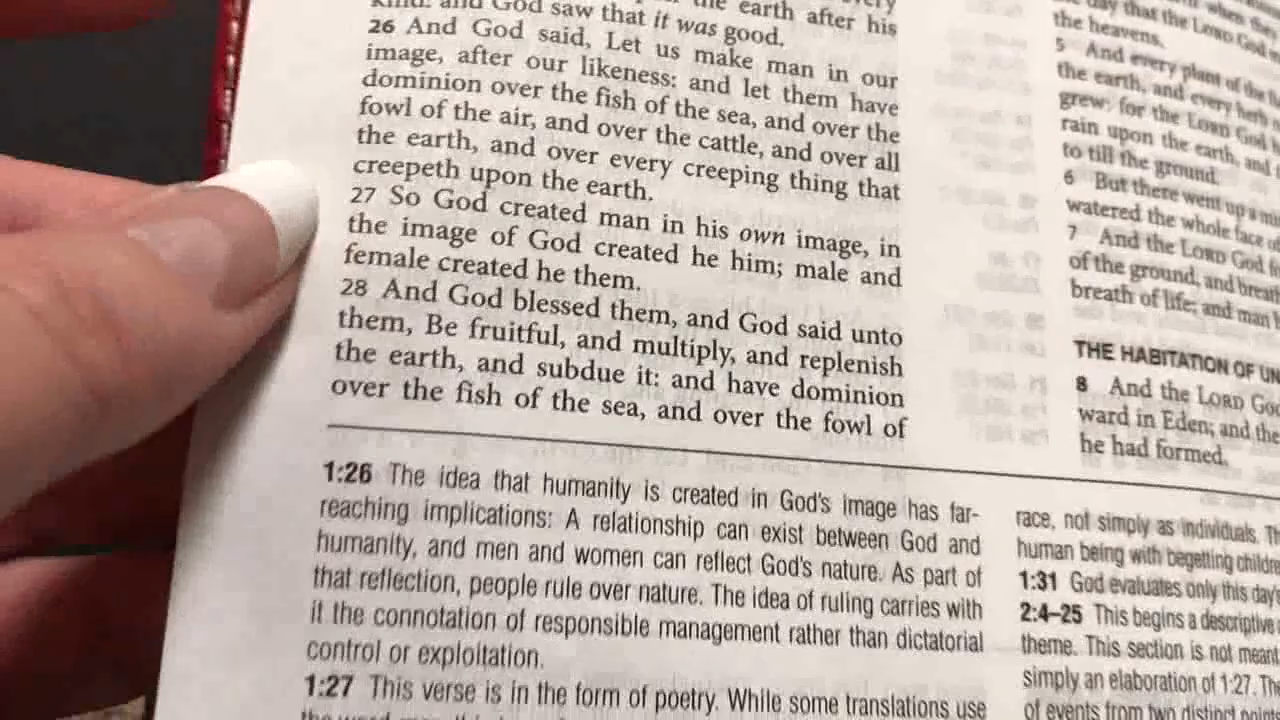 the earth after his
kind: and God saw that it was good.
26 And God said, Let us make man in our
image, after our likeness: and let them have
dominion over the fish of the sea, and over the
fowl of the air, and over the cattle, and over all
the earth, and over every creeping thing that
creepeth upon the earth.
27 So God created man in his own image, in
the image of God created he him; male and
female created he them.
28 And God blessed them, and God said unto
them, Be fruitful, and multiply, and replenish
the earth, and subdue it: and have dominion
over the fish of the sea, and over the fowl of
1:26 The idea that humanity is created in God's image has far-
reaching implications: A relationship can exist between God and
humanity, and men and women can reflect God's nature. As part of
that reflection, people rule over nature. The idea of ruling carries with
it the connotation of responsible management rather than dictatorial
control or exploitation.
1:27 This verse is in the form of poetry. While some translations use
day that the LORD God
the heavens,
5 And every plant of the
the earth, and every herb
grew: for the LORD God
rain upon the earth, and
to till the ground.
6 But there went up a
watered the whole face
7 And the LORD
of the ground, and
breath of life; and man
THE HABITATION OF
8 And the LORD
ward in Eden; and the
he had formed.
race, not simply as individuals.
human being with begetting
1:31 God evaluates only this
2:4–25 This begins a descriptive
theme. This section is not meant
simply an elaboration of 1:27.
of events from two distinct